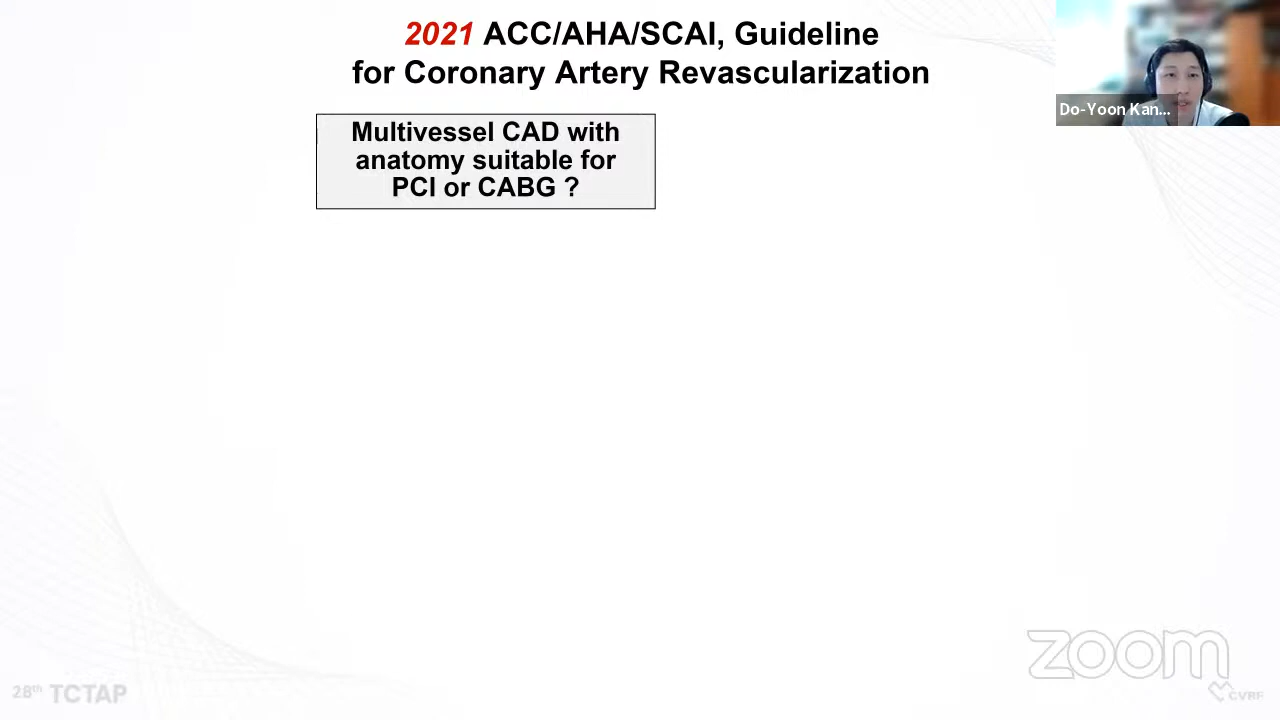 2021 ACC/AHA/SCAI, Guideline
for Coronary Artery Revascularization
Do-Yoon Kan...
Multivessel CAD with
anatomy suitable for
PCI or CABG ?
zoom
28th TCTAP
CVRF